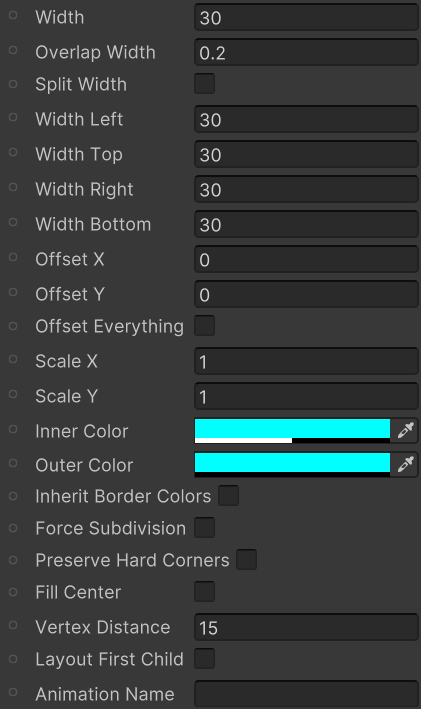 Width 30
Overlap Width 0.2
Split Width
Width Left 30
Width Top 30
Width Right 30
Width Bottom 30
Offset X 0
Offset Y 0
Offset Everything
Scale X 1
Scale Y 1
Inner Color
Outer Color
Inherit Border Colors
Force Subdivision
Preserve Hard Corners
Fill Center
Vertex Distance 15
Layout First Child
Animation Name